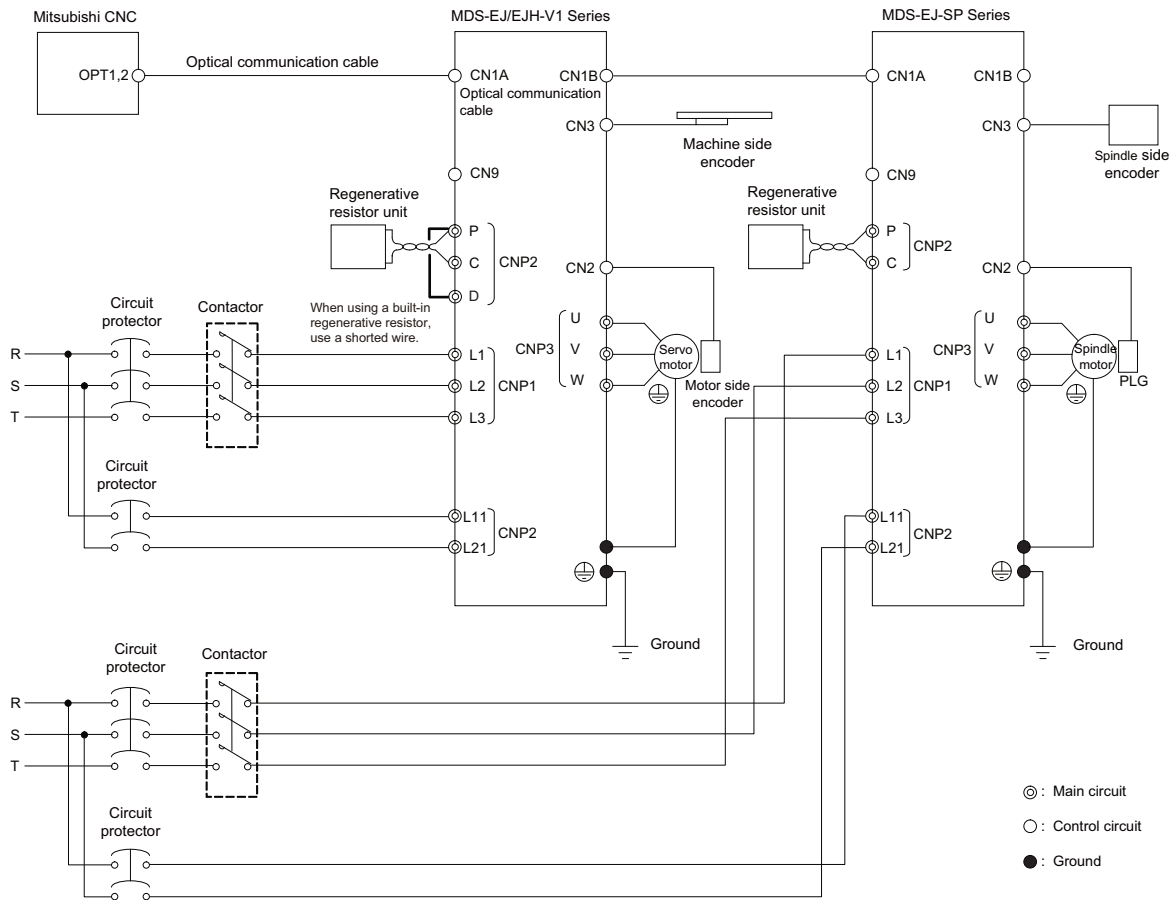 Mitsubishi CNC
MDS-EJ/EJH-V1 Series
MDS-EJ-SP Series
OPT1,2
Optical communication cable
CN1A
Optical communication
cable
CN1B
CN1A
CN1B
CN3
Machine side
encoder
CN3
Spindle side
encoder
CN9
CN9
Regenerative
resistor unit
P
C
D
CNP2
When using a built-in
regenerative resistor,
use a shorted wire.
Regenerative
resistor unit
P
C
CNP2
CN2
CN2
Circuit
protector
Contactor
R
S
T
L1
L2
L3
CNP1
CNP3
U
V
W
Servo
motor
Motor side
encoder
L1
L2
L3
CNP1
CNP3
U
V
W
Spindle
motor
PLG
Circuit
protector
L11
L21
CNP2
L11
L21
CNP2
Ground
Ground
Circuit
protector
Contactor
R
S
T
Circuit
protector
: Main circuit
: Control circuit
: Ground